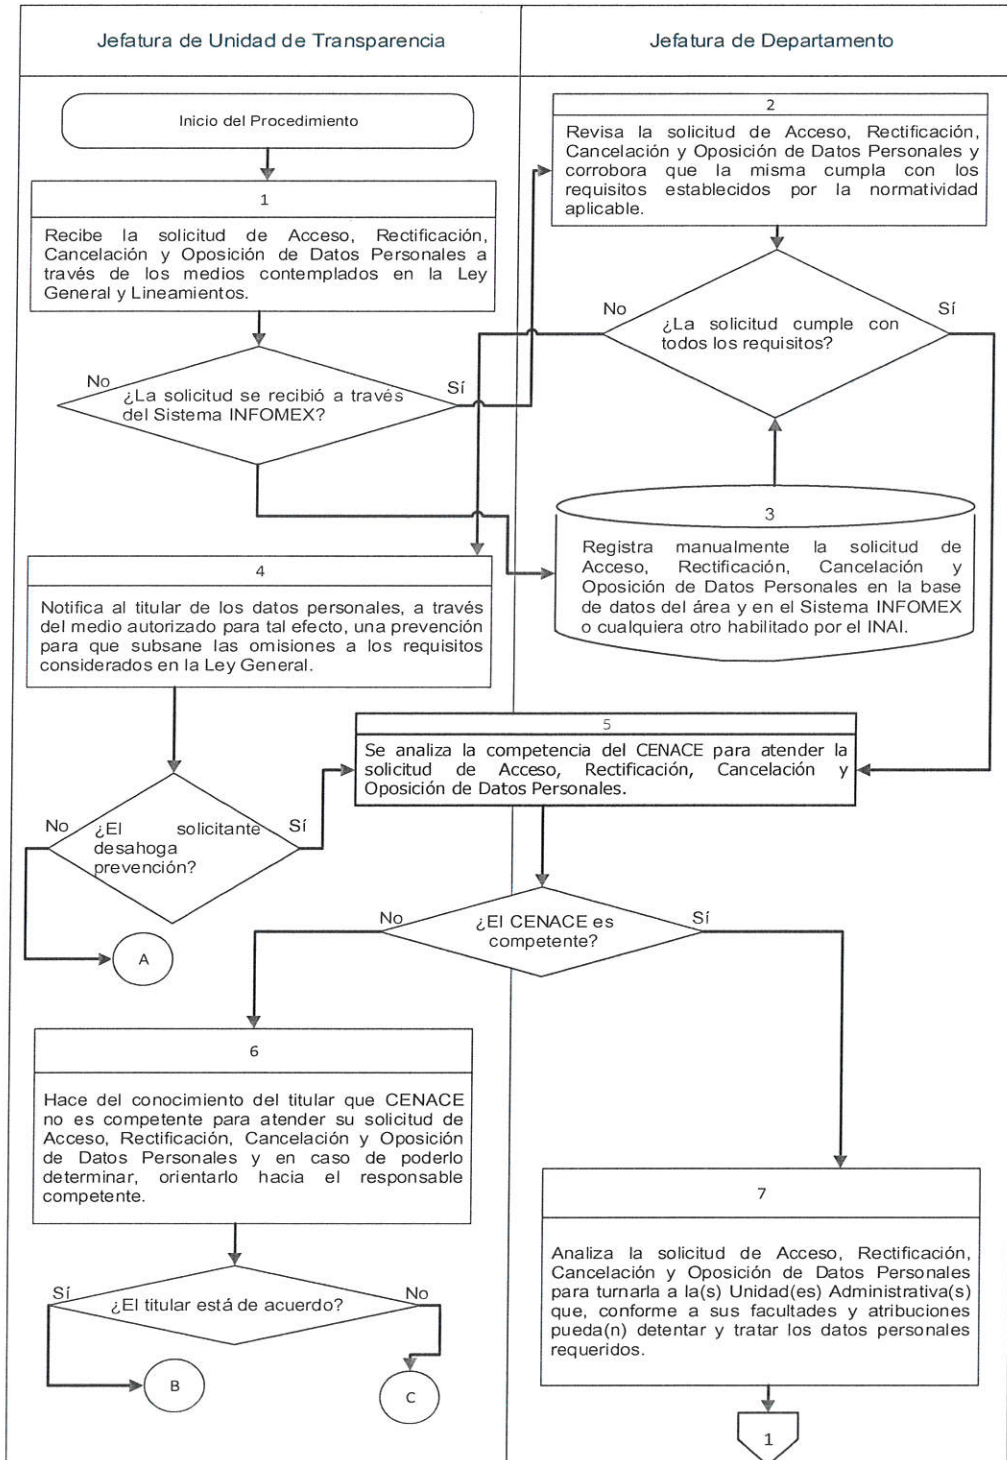 Jefatura de Unidad de Transparencia
Jefatura de Departamento
Inicio del Procedimiento
1
Recibe la solicitud de Acceso, Rectificación,
Cancelación y Oposición de Datos Personales a
través de los medios contemplados en la Ley
General y Lineamientos.
2
Revisa la solicitud de Acceso, Rectificación,
Cancelación y Oposición de Datos Personales y
corrobora que la misma cumpla con los
requisitos establecidos por la normatividad
aplicable.
No
¿La solicitud cumple con
todos los requisitos?
Sí
No
¿La solicitud se recibió a través
del Sistema INFOMEX?
Sí
3
Registra manualmente la solicitud de
Acceso, Rectificación, Cancelación y
Oposición de Datos Personales en la base
de datos del área y en el Sistema INFOMEX
o cualquiera otro habilitado por el INAI.
4
Notifica al titular de los datos personales, a través
del medio autorizado para tal efecto, una prevención
para que subsane las omisiones a los requisitos
considerados en la Ley General.
5
Se analiza la competencia del CENACE para atender la
solicitud de Acceso, Rectificación, Cancelación y
Oposición de Datos Personales.
No
¿El solicitante
desahoga
prevención?
Sí
A
No
¿El CENACE es
competente?
Sí
6
Hace del conocimiento del titular que CENACE
no es competente para atender su solicitud de
Acceso, Rectificación, Cancelación y Oposición
de Datos Personales y en caso de poderlo
determinar, orientarlo hacia el responsable
competente.
7
Analiza la solicitud de Acceso, Rectificación,
Cancelación y Oposición de Datos Personales
para turnarla a la(s) Unidad(es) Administrativa(s)
que, conforme a sus facultades y atribuciones
pueda(n) detentar y tratar los datos personales
requeridos.
Sí
¿El titular está de acuerdo?
No
B
C
1